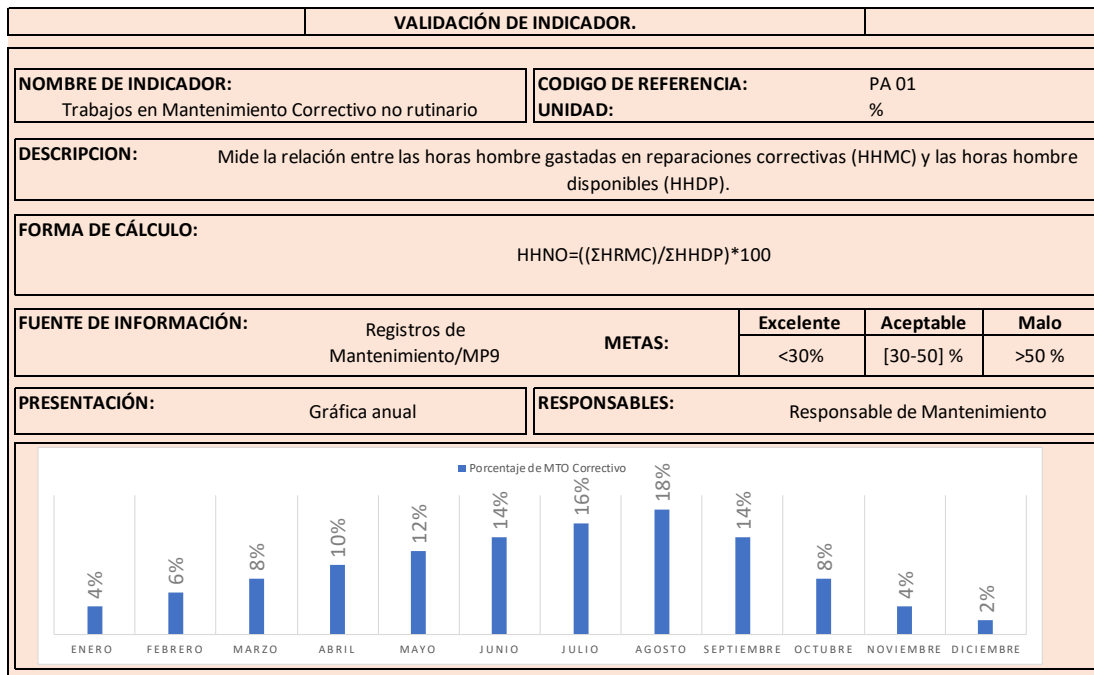 VALIDACIÓN DE INDICADOR.
NOMBRE DE INDICADOR:
Trabajos en Mantenimiento Correctivo no rutinario
CODIGO DE REFERENCIA: PA 01
UNIDAD: %
DESCRIPCION: Mide la relación entre las horas hombre gastadas en reparaciones correctivas (HHMC) y las horas hombre
disponibles (HHDP).
FORMA DE CÁLCULO:
HHNO=((ΣHRMC)/ΣHHDP)*100
FUENTE DE INFORMACIÓN:
Registros de
Mantenimiento/MP9
METAS:
Excelente Aceptable Malo
<30% [30-50] % >50 %
PRESENTACIÓN: Gráfica anual
RESPONSABLES: Responsable de Mantenimiento
Porcentaje de MTO Correctivo
4% 6% 8% 10% 12% 14% 16% 18% 14% 8% 4% 2%
ENERO FEBRERO MARZO ABRIL MAYO JUNIO JULIO AGOSTO SEPTIEMBRE OCTUBRE NOVIEMBRE DICIEMBRE